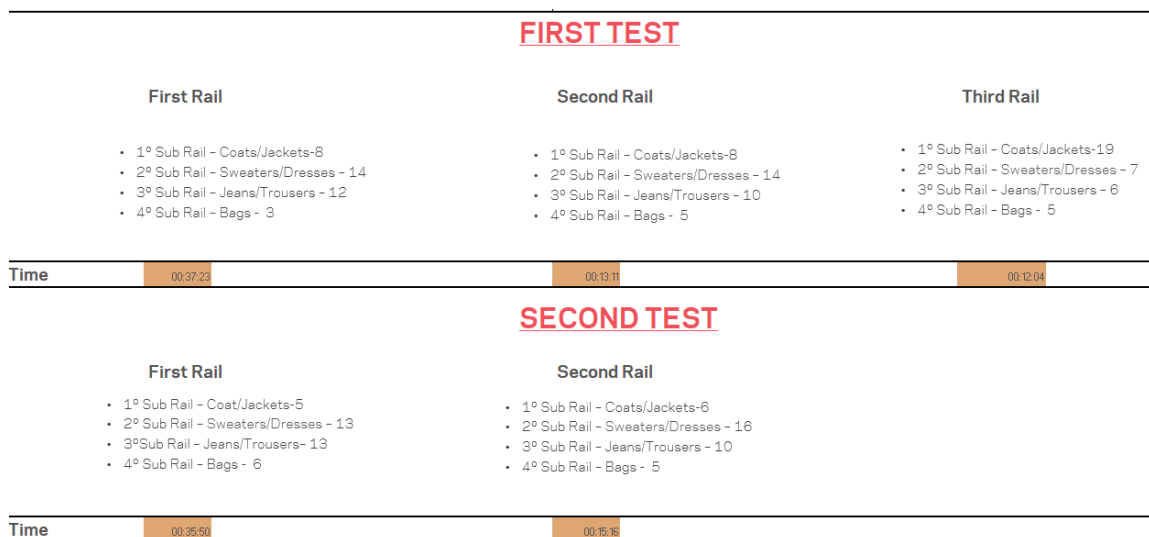 FIRST TEST
First Rail
• 1º Sub Rail – Coats/Jackets-8
• 2º Sub Rail – Sweaters/Dresses – 14
• 3º Sub Rail – Jeans/Trousers – 12
• 4º Sub Rail – Bags - 3
Second Rail
• 1º Sub Rail – Coats/Jackets-8
• 2º Sub Rail – Sweaters/Dresses – 14
• 3º Sub Rail – Jeans/Trousers – 10
• 4º Sub Rail – Bags - 5
Third Rail
• 1º Sub Rail – Coats/Jackets-19
• 2º Sub Rail – Sweaters/Dresses – 7
• 3º Sub Rail – Jeans/Trousers – 6
• 4º Sub Rail – Bags - 5
Time 00:37:23 00:13:11 00:12:04
SECOND TEST
First Rail
• 1º Sub Rail – Coat/Jackets-5
• 2º Sub Rail – Sweaters/Dresses – 13
• 3ºSub Rail – Jeans/Trousers– 13
• 4º Sub Rail – Bags - 6
Second Rail
• 1º Sub Rail – Coats/Jackets-6
• 2º Sub Rail – Sweaters/Dresses – 16
• 3º Sub Rail – Jeans/Trousers – 10
• 4º Sub Rail – Bags - 5
Time 00:35:50 00:15:16